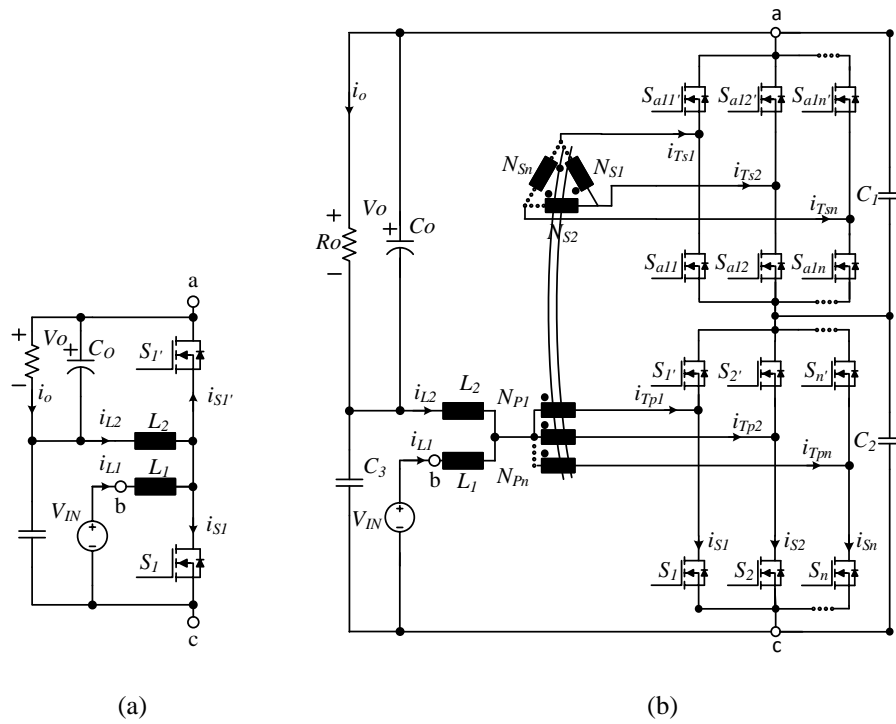 a
S1'
+
Vo
+
CO
-
io
iS1'
iL2
L2
iL1
L1
b
VIN
+
-
iS1
S1
c
(a)
a
io
Sa11'
Sa12'
Sa1n'
NSn
NS1
iTs1
iTs2
iTsn
C1
NS2
+
Ro
-
Vo
+
CO
Sa11
Sa12
Sa1n
S1'
S2'
Sn'
iL2
L2
NP1
iTp1
iTp2
iTpn
C2
iL1
b
L1
NPn
C3
VIN
+
-
iS1
iS2
iSn
S1
S2
Sn
c
(b)